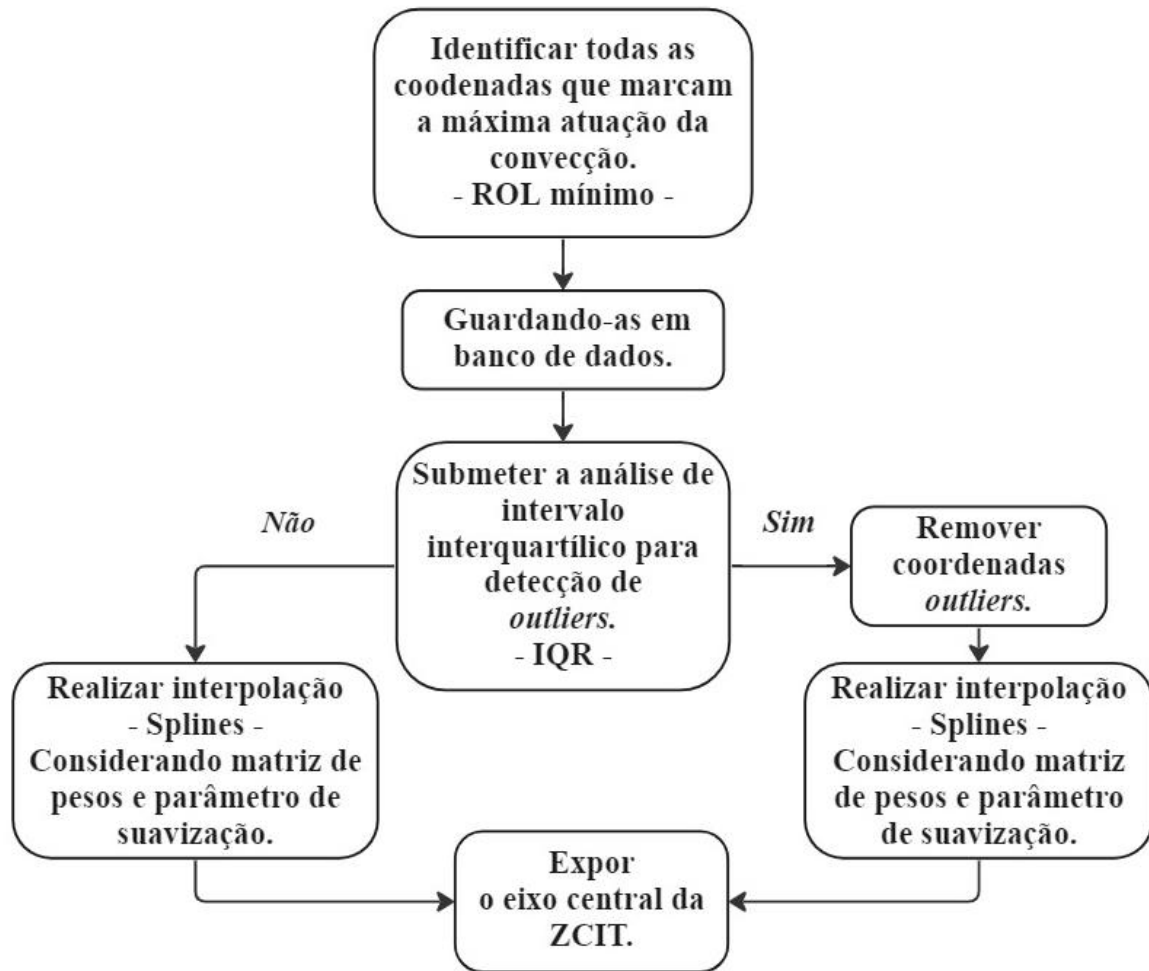 Identificar todas as
coodenadas que marcam
a máxima atuação da
convecção.
- ROL mínimo -
Guardando-as em
banco de dados.
Submeter a análise de
intervalo
interquartílico para
detecção de
outliers.
- IQR -
Não
Sim
Remover
coordenadas
outliers.
Realizar interpolação
- Splines -
Considerando matriz de
pesos e parâmetro de
suavização.
Realizar interpolação
- Splines -
Considerando matriz
de pesos e parâmetro
de suavização.
Expor
o eixo central da
ZCIT.